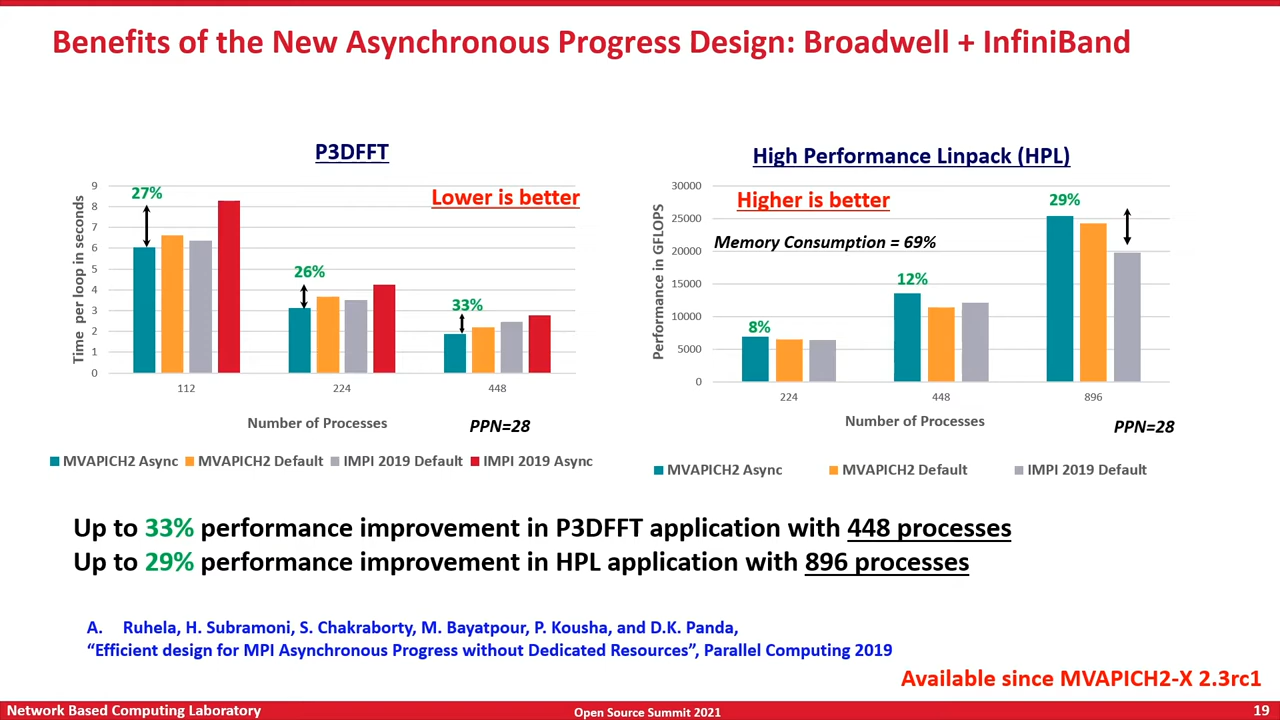 Benefits of the New Asynchronous Progress Design: Broadwell + InfiniBand
P3DFFT
Lower is better
Time per loop in seconds
9
8
7
6
5
4
3
2
1
0
27%
26%
33%
112
224
448
Number of Processes
PPN=28
MVAPICH2 Async
MVAPICH2 Default
IMPI 2019 Default
IMPI 2019 Async
High Performance Linpack (HPL)
Higher is better
Memory Consumption = 69%
Performance in GFLOPS
30000
25000
20000
15000
10000
5000
0
8%
12%
29%
224
448
896
Number of Processes
PPN=28
MVAPICH2 Async
MVAPICH2 Default
IMPI 2019 Default
Up to 33% performance improvement in P3DFFT application with 448 processes
Up to 29% performance improvement in HPL application with 896 processes
A. Ruhela, H. Subramoni, S. Chakraborty, M. Bayatpour, P. Kousha, and D.K. Panda,
“Efficient design for MPI Asynchronous Progress without Dedicated Resources”, Parallel Computing 2019
Available since MVAPICH2-X 2.3rc1
Network Based Computing Laboratory
Open Source Summit 2021
19